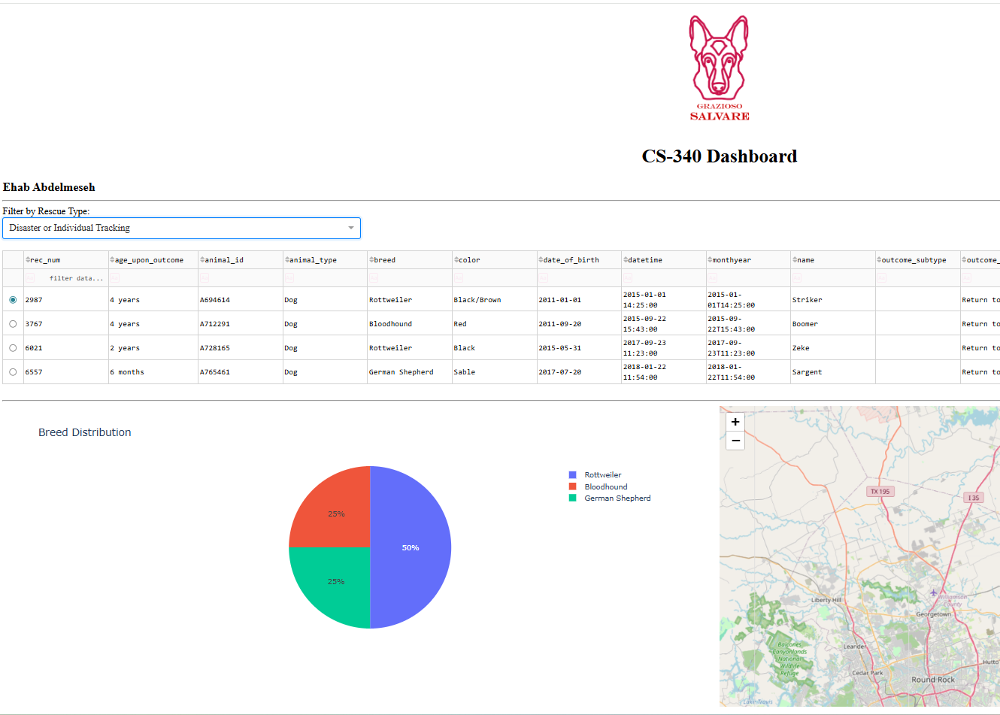 GRAZIOSO
SALVARE
CS-340 Dashboard
Ehab Abdelmeseh
Filter by Rescue Type:
Disaster or Individual Tracking
rec_num age_upon_outcome animal_id animal_type breed color date_of_birth datetime monthyear name outcome_subtype outcome_
filter data...
2987 4 years A694614 Dog Rottweiler Black/Brown 2011-01-01 2015-01-01 14:25:00 2015-01-01T14:25:00 Striker Return to
3767 4 years A712291 Dog Bloodhound Red 2011-09-20 2015-09-22 15:43:00 2015-09-22T15:43:00 Boomer Return to
6021 2 years A728165 Dog Rottweiler Black 2015-05-31 2017-09-23 11:23:00 2017-09-23T11:23:00 Zeke Return to
6557 6 months A765461 Dog German Shepherd Sable 2017-07-20 2018-01-22 11:54:00 2018-01-22T11:54:00 Sargent Return to
Breed Distribution
Rottweiler
Bloodhound
German Shepherd
25%
50%
25%
+
−
TX 195
I 35
Liberty Hill
Williamson
County
Georgetown
Leander
Balcones
Canyonlands
National
Wildlife
Refuge
Cedar Park
Hutto
Round Rock
Lake Travis